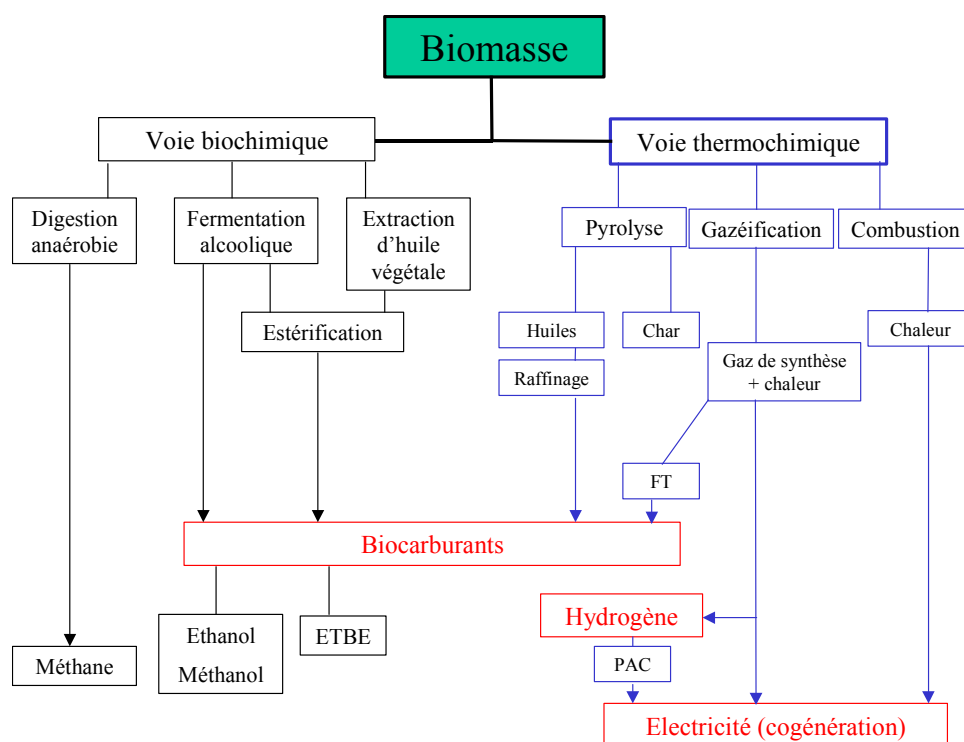 Biomasse
Voie biochimique
Voie thermochimique
Digestion
anaérobie
Fermentation
alcoolique
Extraction
d’huile
végétale
Pyrolyse
Gazéification
Combustion
Estérification
Huiles
Char
Chaleur
Raffinage
Gaz de synthèse
+ chaleur
FT
Biocarburants
Hydrogène
Méthane
Ethanol
Méthanol
ETBE
PAC
Electricité (cogénération)